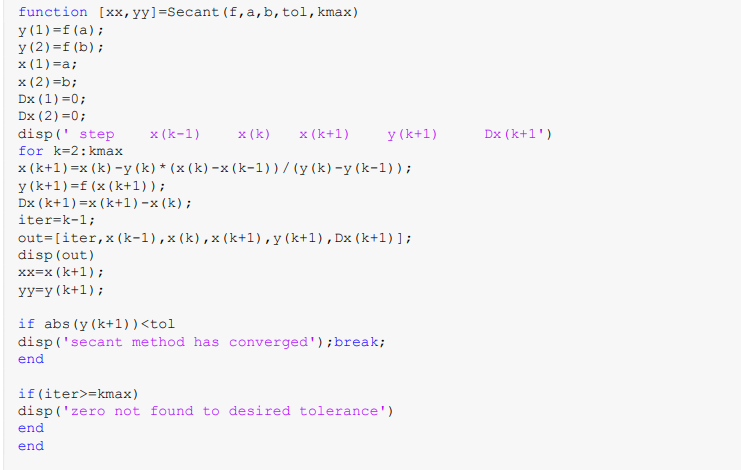 function [xx,yy]=Secant(f,a,b,tol,kmax)
y(1)=f(a);
y(2)=f(b);
x(1)=a;
x(2)=b;
Dx(1)=0;
Dx(2)=0;
disp(' step    x(k-1)    x(k)   x(k+1)    y(k+1)     Dx(k+1')
for k=2:kmax
x(k+1)=x(k)-y(k)*(x(k)-x(k-1))/(y(k)-y(k-1));
y(k+1)=f(x(k+1));
Dx(k+1)=x(k+1)-x(k);
iter=k-1;
out=[iter,x(k-1),x(k),x(k+1),y(k+1),Dx(k+1)];
disp(out)
xx=x(k+1);
yy=y(k+1);
if abs(y(k+1))<tol
disp('secant method has converged');break;
end
if(iter>=kmax)
disp('zero not found to desired tolerance')
end
end